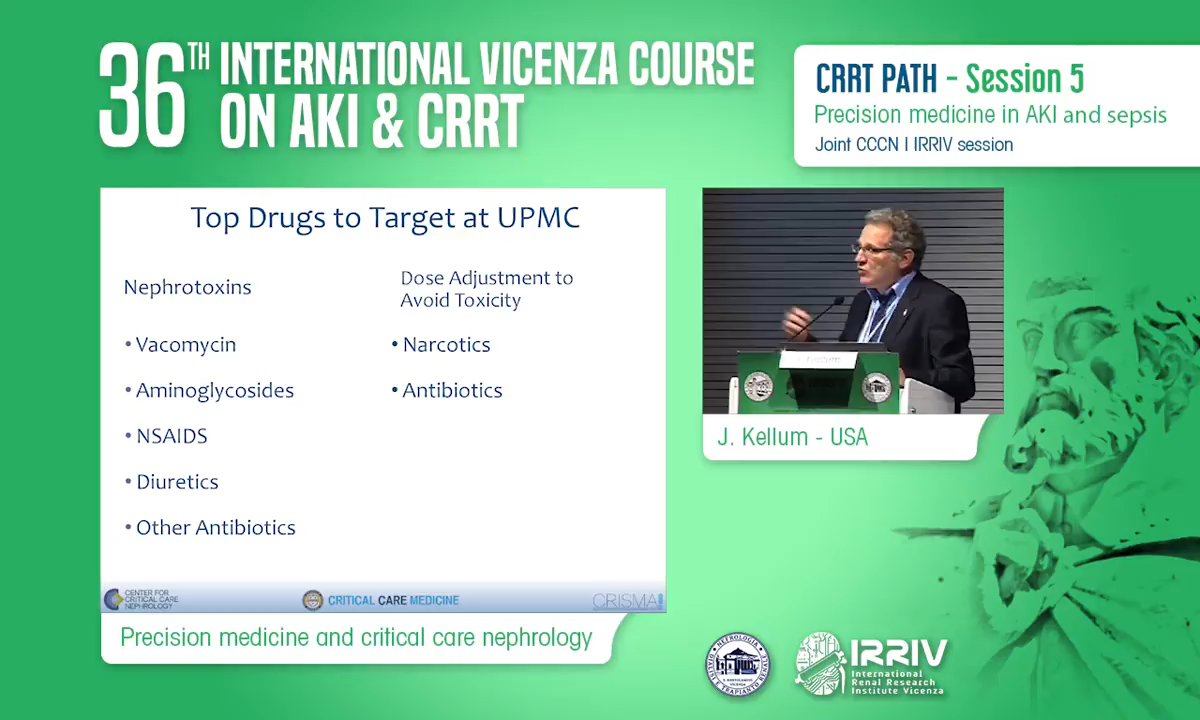 36TH INTERNATIONAL VICENZA COURSE
ON AKI & CRRT
CRRT PATH - Session 5
Precision medicine in AKI and sepsis
Joint CCCN | IRRIV session
Top Drugs to Target at UPMC
Nephrotoxins
• Vacomycin
• Aminoglycosides
• NSAIDS
• Diuretics
• Other Antibiotics
Dose Adjustment to
Avoid Toxicity
• Narcotics
• Antibiotics
CENTER FOR
CRITICAL CARE
NEPHROLOGY
CRITICAL CARE MEDICINE
CRISMA
Precision medicine and critical care nephrology
J. Kellum - USA
IRRIV
International
Renal Research
Institute Vicenza